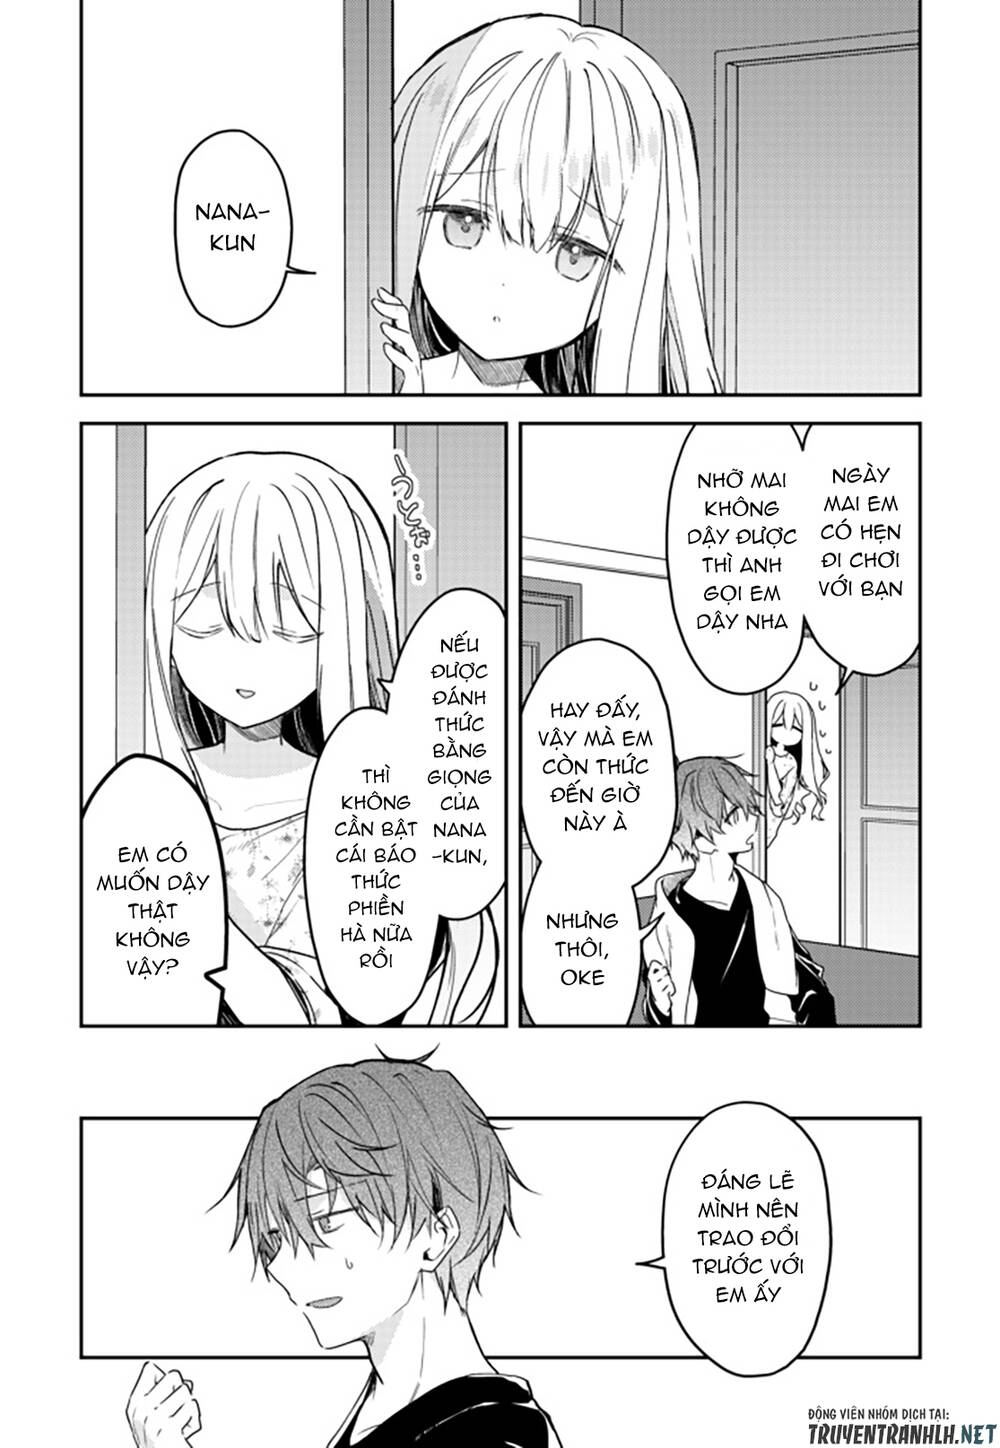 NANA-
KUN
NGÀY
MAI EM
CÓ HẸN
ĐI CHƠI
VỚI BẠN
NHỠ MAI
KHÔNG
DẬY ĐƯỢC
THÌ ANH
GỌI EM
DẬY NHA
HAY ĐẤY,
VẬY MÀ EM
CÒN THỨC
ĐẾN GIỜ
NÀY À
NHƯNG
THÔI,
OKE
NẾU
ĐƯỢC
ĐÁNH
THỨC
BẰNG
GIỌNG
CỦA
NANA
-KUN,
THÌ
KHÔNG
CẦN BẬT
CÁI BÁO
THỨC
PHIỀN
HÀ NỮA
RỒI
EM CÓ
MUỐN DẬY
THẬT
KHÔNG
VẬY?
ĐÁNG LẼ
MÌNH NÊN
TRAO ĐỔI
TRƯỚC VỚI
EM ẤY
ĐỘNG VIÊN NHÓM DỊCH TẠI:
TRUYENTRANHLH.NET